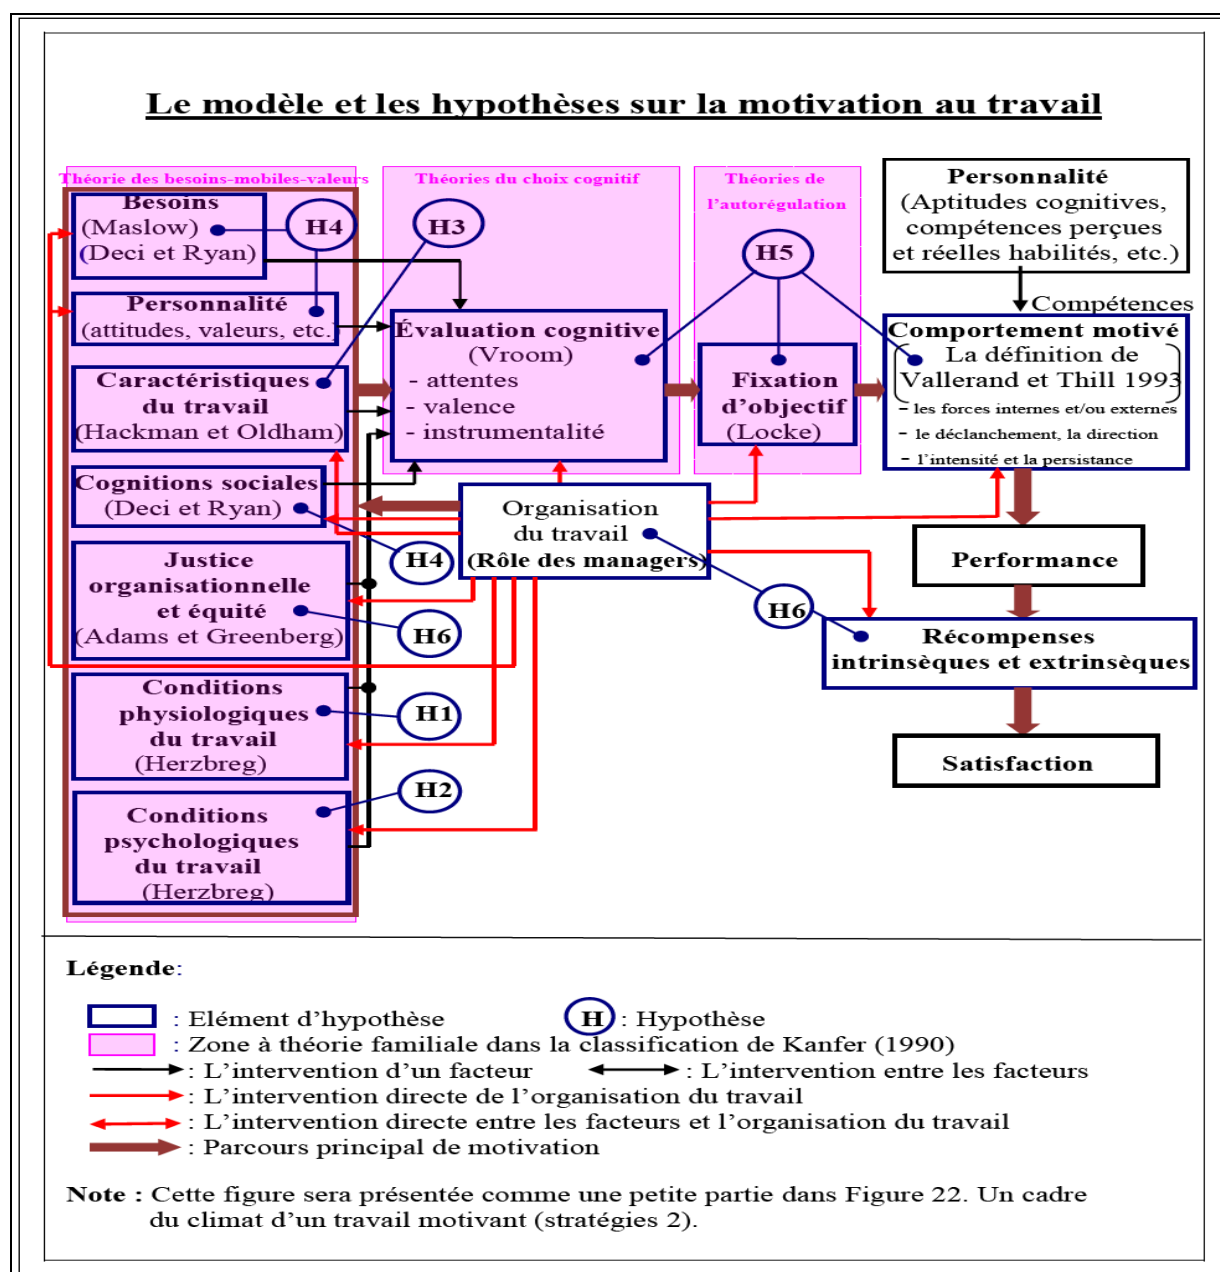 Le modèle et les hypothèses sur la motivation au travail
Théorie des besoins-mobiles-valeurs
Besoins
(Maslow)
(Deci et Ryan)
H4
Personnalité
(attitudes, valeurs, etc.)
Caractéristiques
du travail
(Hackman et Oldham)
Cognitions sociales
(Deci et Ryan)
H4
Justice
organisationnelle
et équité
(Adams et Greenberg)
H6
Conditions
physiologiques
du travail
(Herzbreg)
H1
Conditions
psychologiques
du travail
(Herzbreg)
H2
Théories du choix cognitif
H3
Évaluation cognitive
(Vroom)
- attentes
- valence
- instrumentalité
Théories de
l'autorégulation
H5
Fixation
d'objectif
(Locke)
Organisation
du travail
(Rôle des managers)
H6
Personnalité
(Aptitudes cognitives,
compétences perçues
et réelles habilités, etc.)
Compétences
Comportement motivé
La définition de
Vallerand et Thill 1993
- les forces internes et/ou externes
- le déclanchement, la direction
- l'intensité et la persistance
Performance
Récompenses
intrinsèques et extrinsèques
Satisfaction
Légende:
: Elément d'hypothèse
H : Hypothèse
: Zone à théorie familiale dans la classification de Kanfer (1990)
: L'intervention d'un facteur
: L'intervention entre les facteurs
: L'intervention directe de l'organisation du travail
: L'intervention directe entre les facteurs et l'organisation du travail
: Parcours principal de motivation
Note : Cette figure sera présentée comme une petite partie dans Figure 22. Un cadre
du climat d'un travail motivant (stratégies 2).